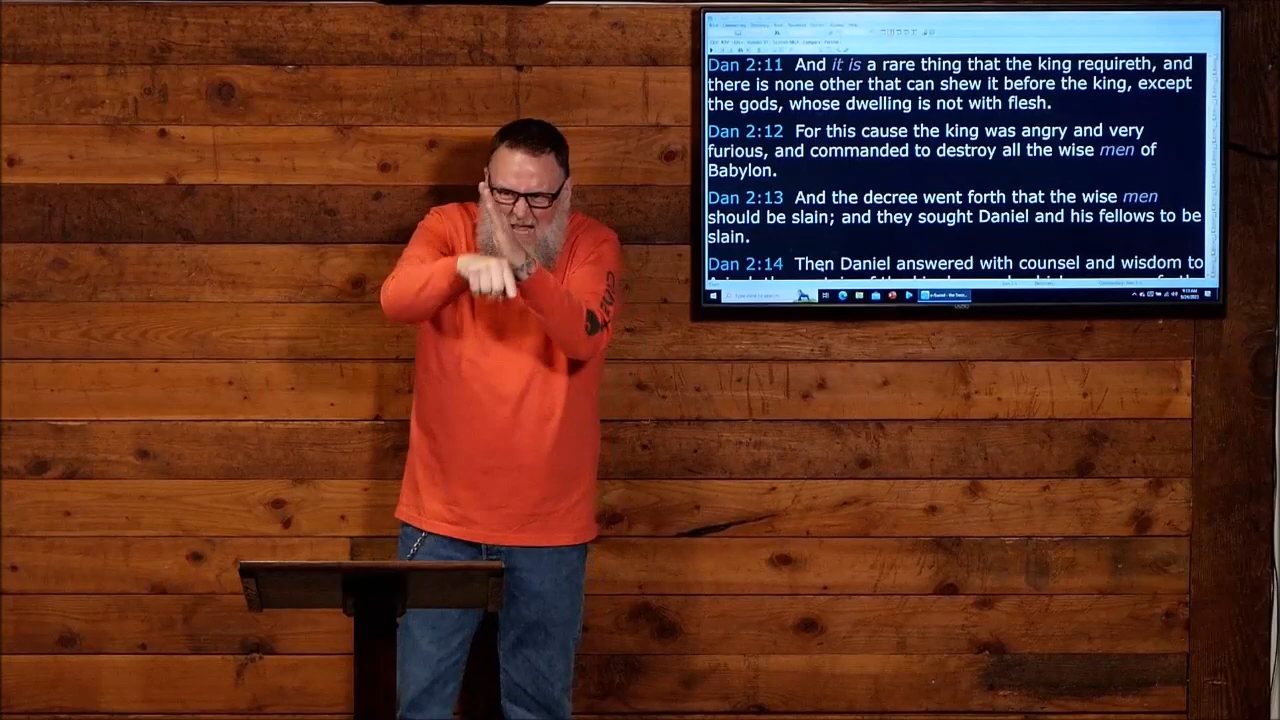 Dan 2:11 And it is a rare thing that the king requireth, and
there is none other that can shew it before the king, except
the gods, whose dwelling is not with flesh.
Dan 2:12 For this cause the king was angry and very
furious, and commanded to destroy all the wise men of
Babylon.
Dan 2:13 And the decree went forth that the wise men
should be slain; and they sought Daniel and his fellows to be
slain.
Dan 2:14 Then Daniel answered with counsel and wisdom to